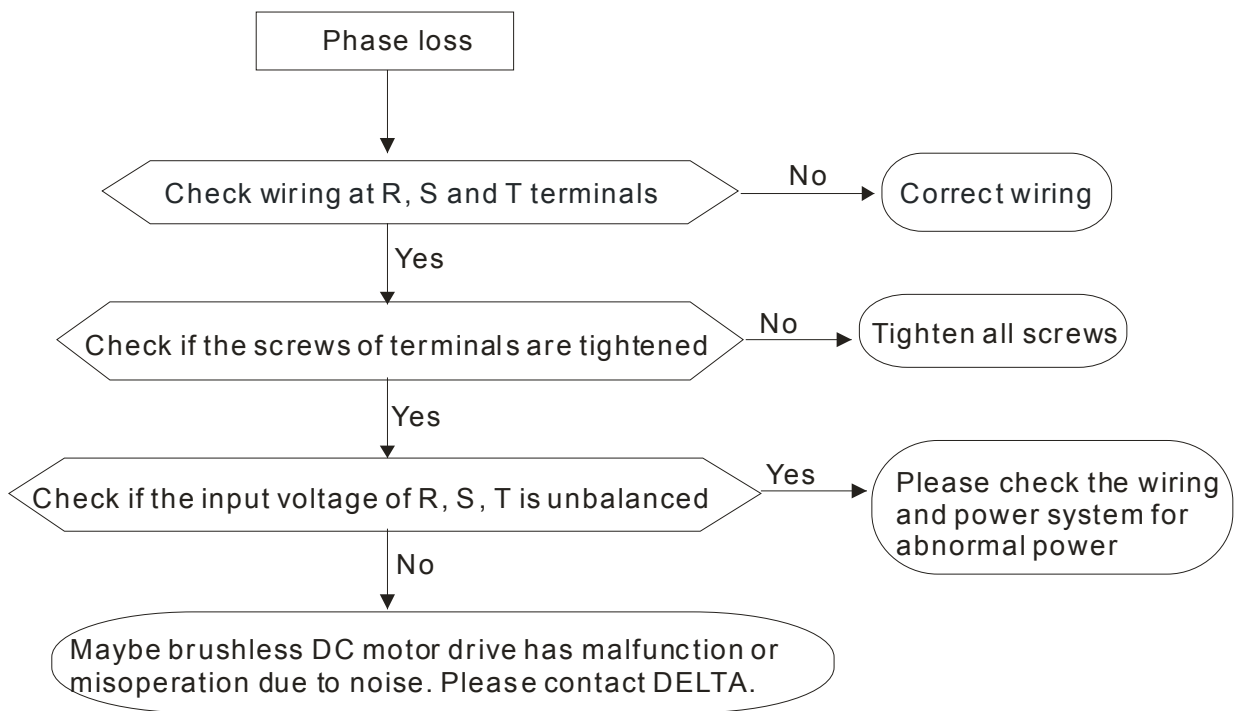 Phase loss
Check wiring at R, S and T terminals
No
Correct wiring
Yes
Check if the screws of terminals are tightened
No
Tighten all screws
Yes
Check if the input voltage of R, S, T is unbalanced
Yes
Please check the wiring
and power system for
abnormal power
No
Maybe brushless DC motor drive has malfunction or
misoperation due to noise. Please contact DELTA.